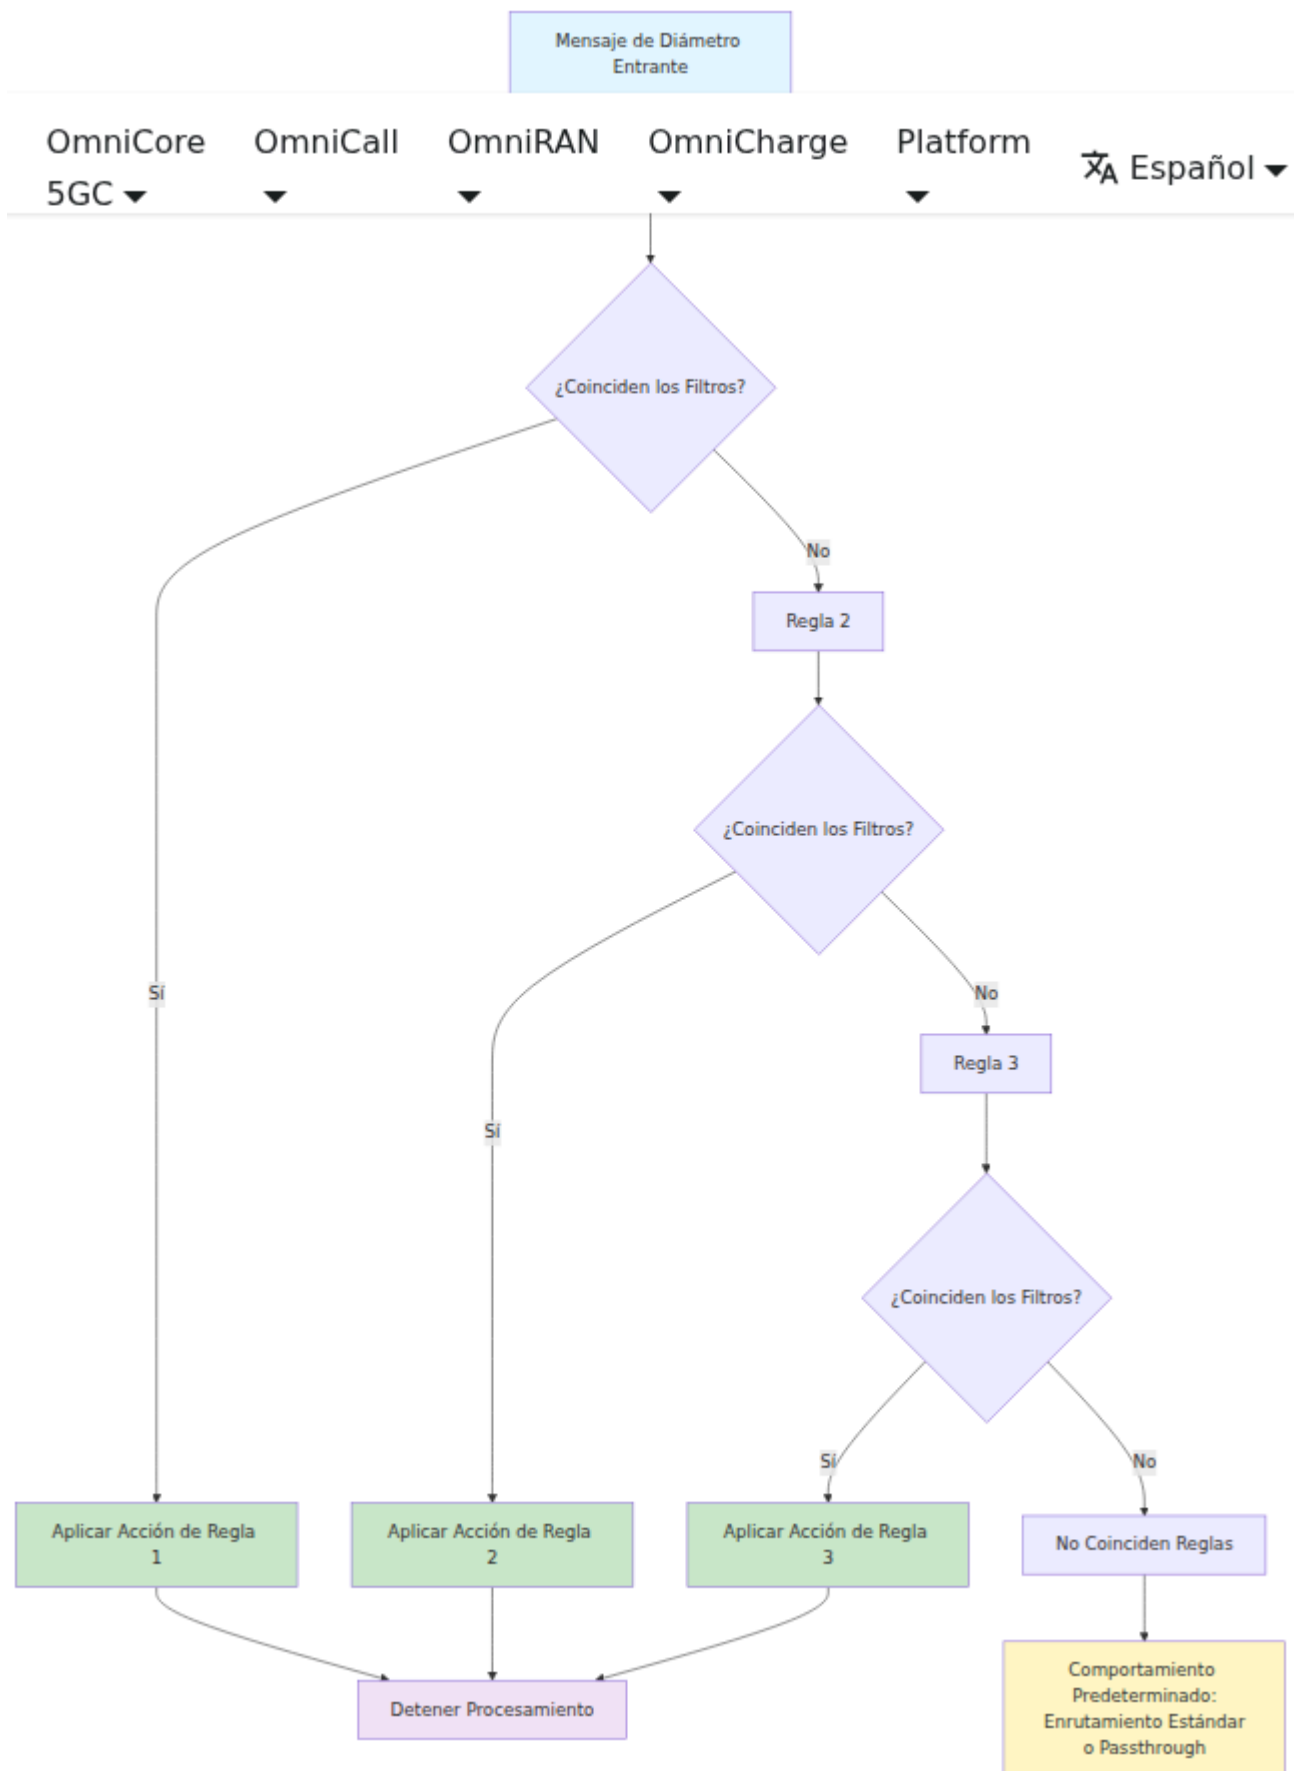 Mensaje de Diámetro
Entrante
OmniCore
5GC
OmniCall
OmniRAN
OmniCharge
Platform
Español
¿Coinciden los Filtros?
No
Regla 2
¿Coinciden los Filtros?
Sí
No
Regla 3
Sí
¿Coinciden los Filtros?
Sí
No
Aplicar Acción de Regla
1
Aplicar Acción de Regla
2
Aplicar Acción de Regla
3
No Coinciden Reglas
Detener Procesamiento
Comportamiento
Predeterminado:
Enrutamiento Estándar
o Passthrough